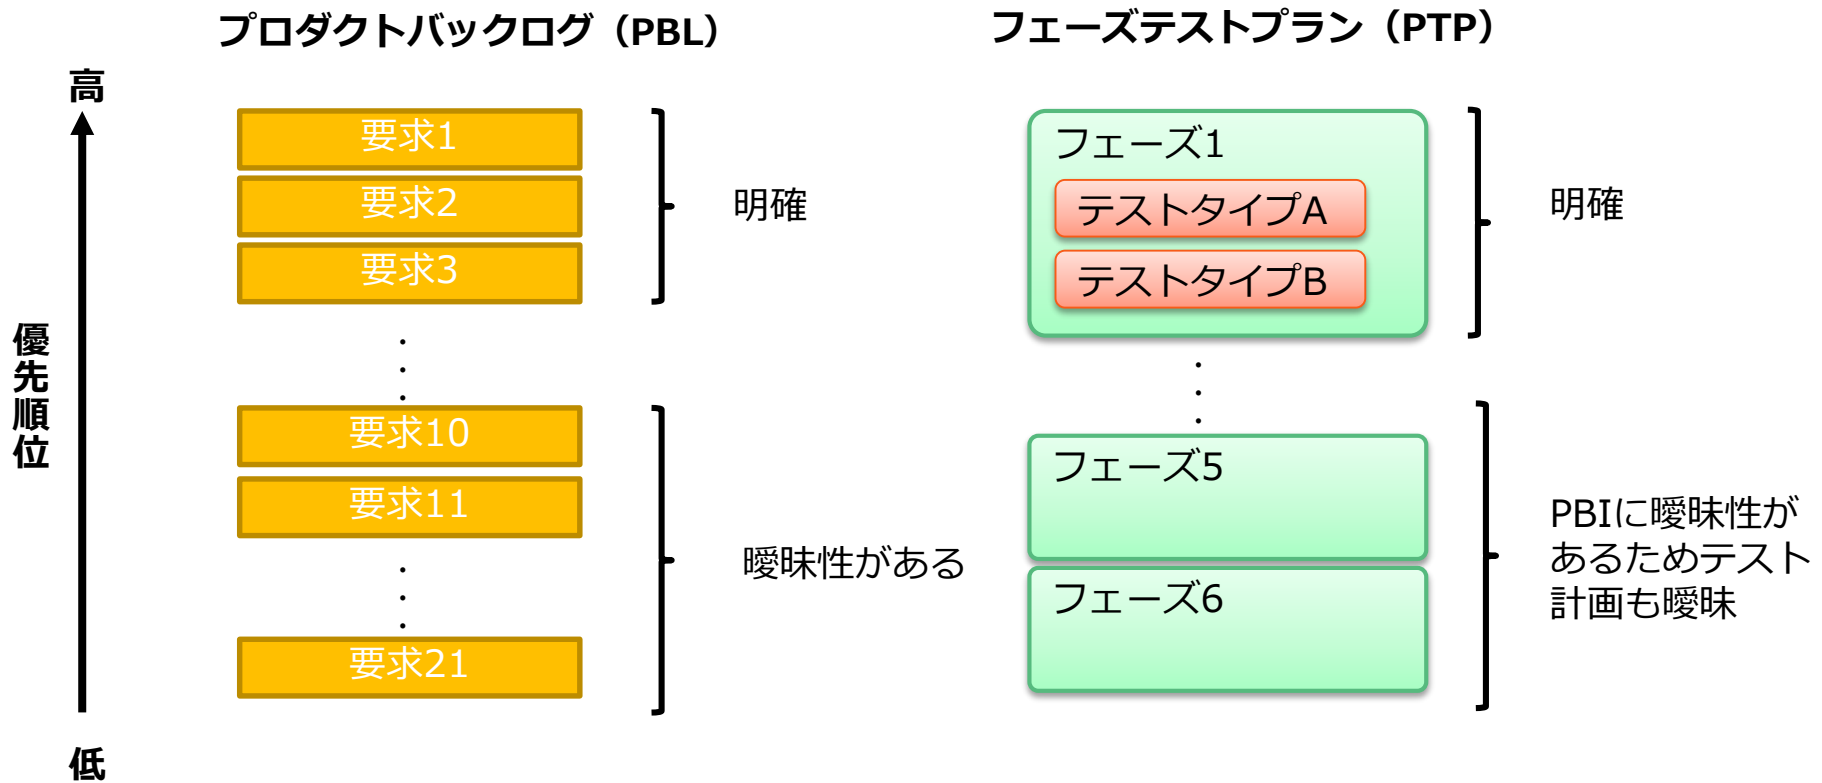 プロダクトバックログ（PBL）
フェーズテストプラン（PTP）
高
優先順位
低
要求1
要求2
要求3
・・・
要求10
要求11
・・・
要求21
明確
曖昧性がある
フェーズ1
テストタイプA
テストタイプB
・・・
フェーズ5
フェーズ6
明確
PBIに曖昧性が
あるためテスト
計画も曖昧